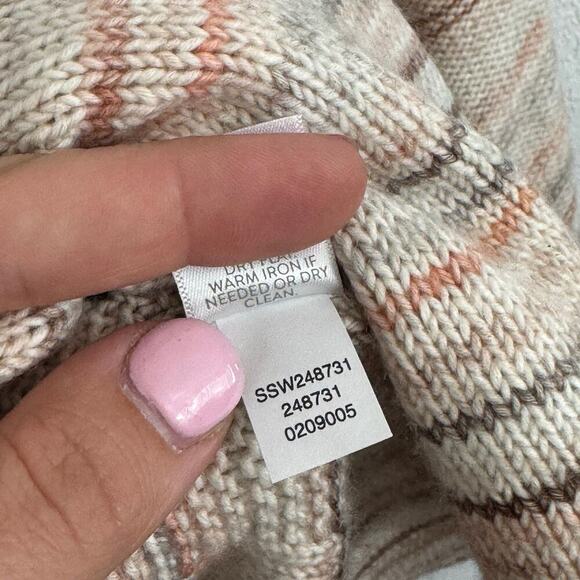 DRY FLAT.
WARM IRON IF
NEEDED OR DRY
CLEAN.
SSW248731
248731
0209005